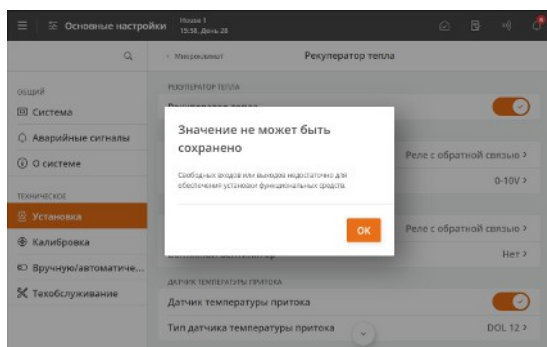 Основные настройки
House 1
15:58, День 28
Микроклимат
Рекуператор тепла
ОБЩИЙ
РЕКУПЕРАТОР ТЕПЛА
Система
Рекуператор тепла
Аварийные сигналы
О системе
Значение не может быть
сохранено
Свободных входов или выходов недостаточно для
обеспечения установки функциональных средств.
OK
Реле с обратной связью >
0-10V >
ТЕХНИЧЕСКОЕ
Установка
Реле с обратной связью >
Калибровка
Нет >
Вручную/автоматиче...
ДАТЧИК ТЕМПЕРАТУРЫ ПРИТОКА
Техобслуживание
Датчик температуры притока
Тип датчика температуры притока
DOL 12 >